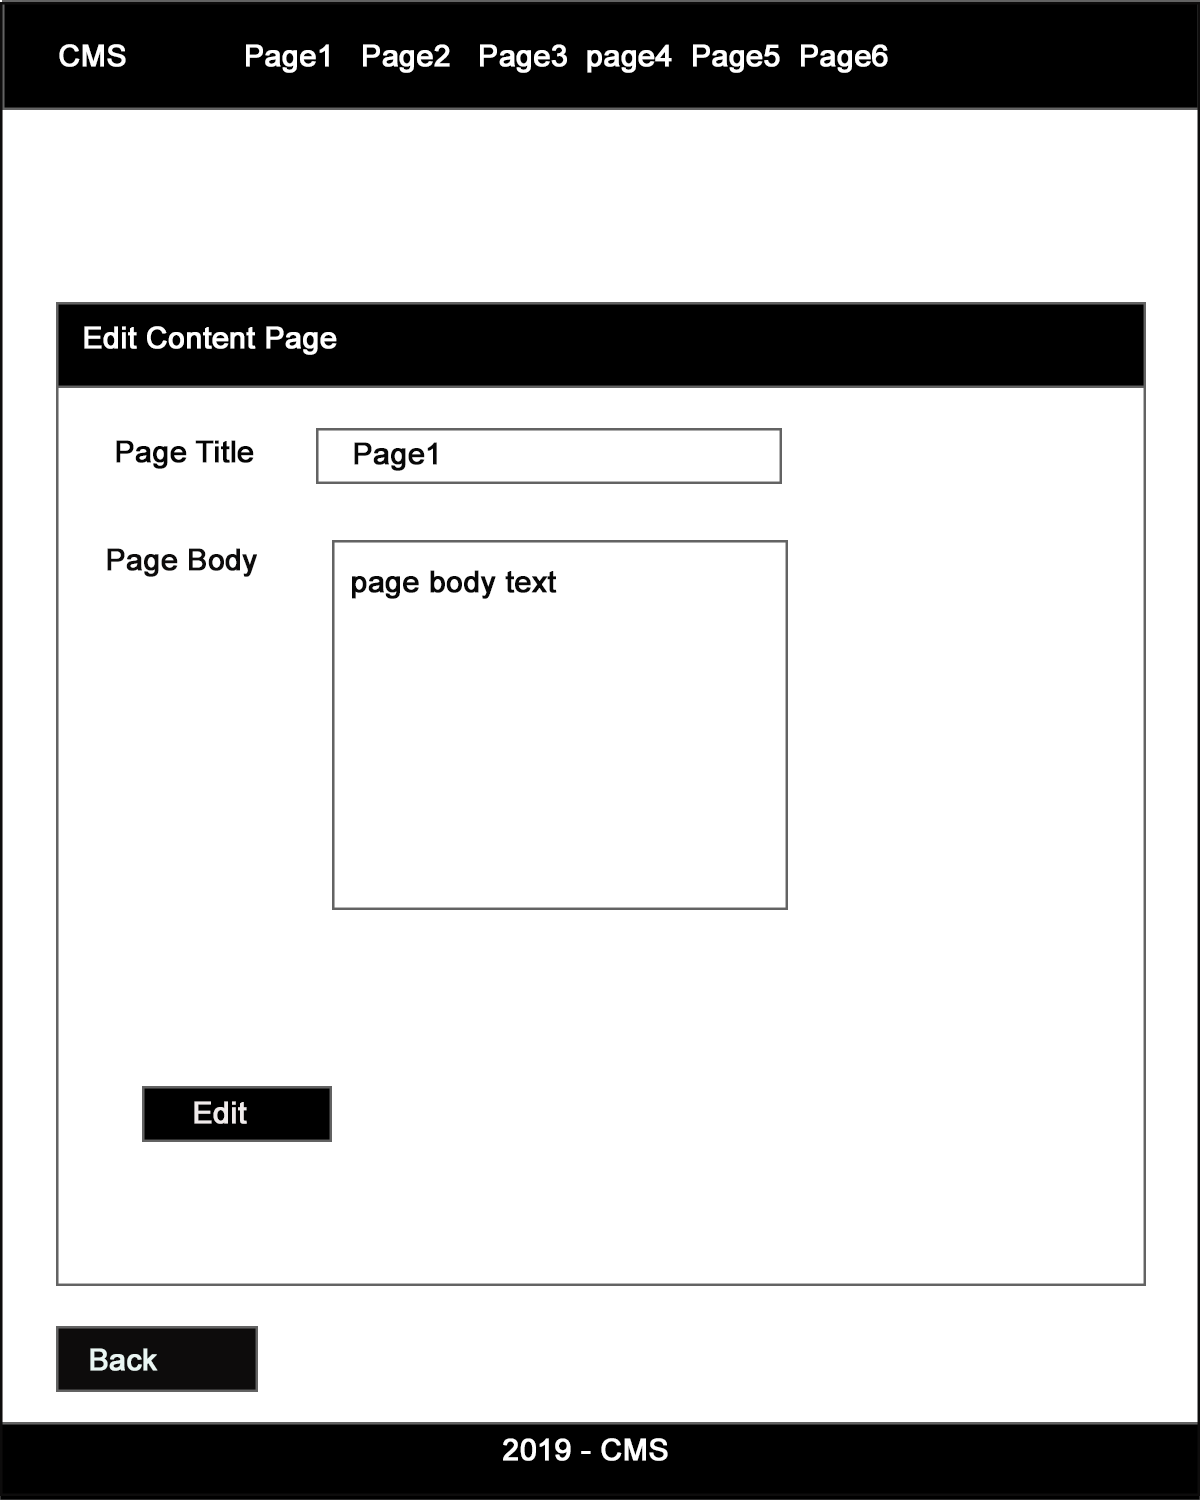 CMS Page1 Page2 Page3 page4 Page5 Page6
Edit Content Page
Page Title Page1
Page Body page body text
Edit
Back
2019 - CMS